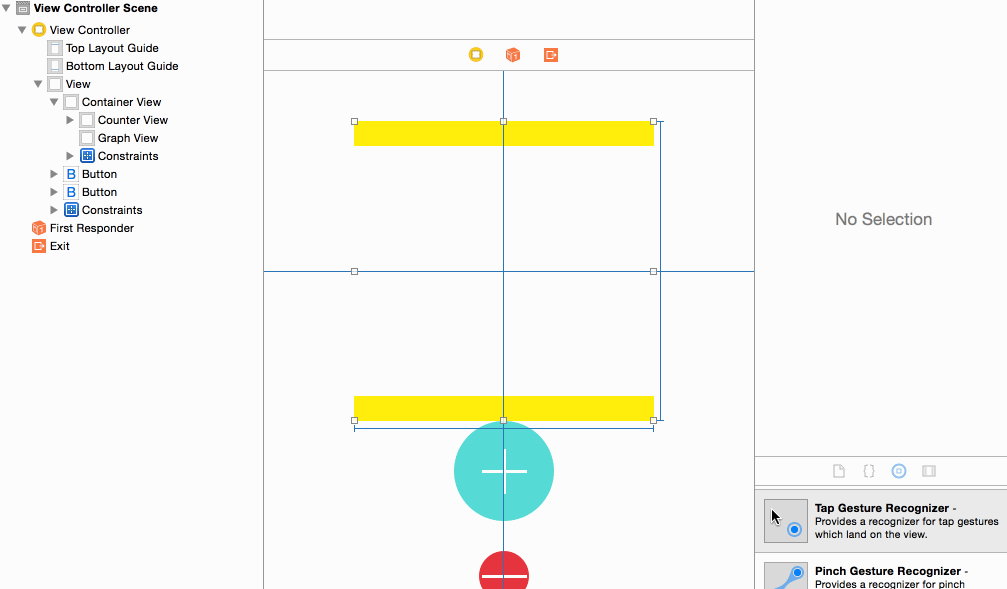 View Controller Scene
View Controller
Top Layout Guide
Bottom Layout Guide
View
Container View
Counter View
Graph View
Constraints
B Button
B Button
Constraints
First Responder
Exit
No Selection
{}
Tap Gesture Recognizer -
Provides a recognizer for tap gestures
which land on the view.
Pinch Gesture Recognizer -
Provides a recognizer for pinch